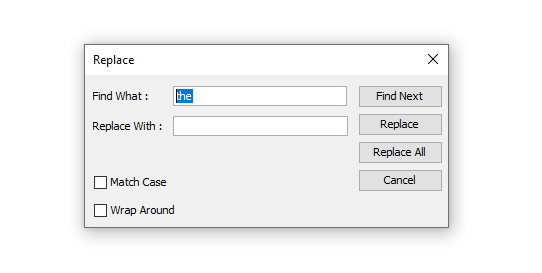 Replace
Find What : the Find Next
Replace With : Replace
Replace All
Match Case Cancel
Wrap Around